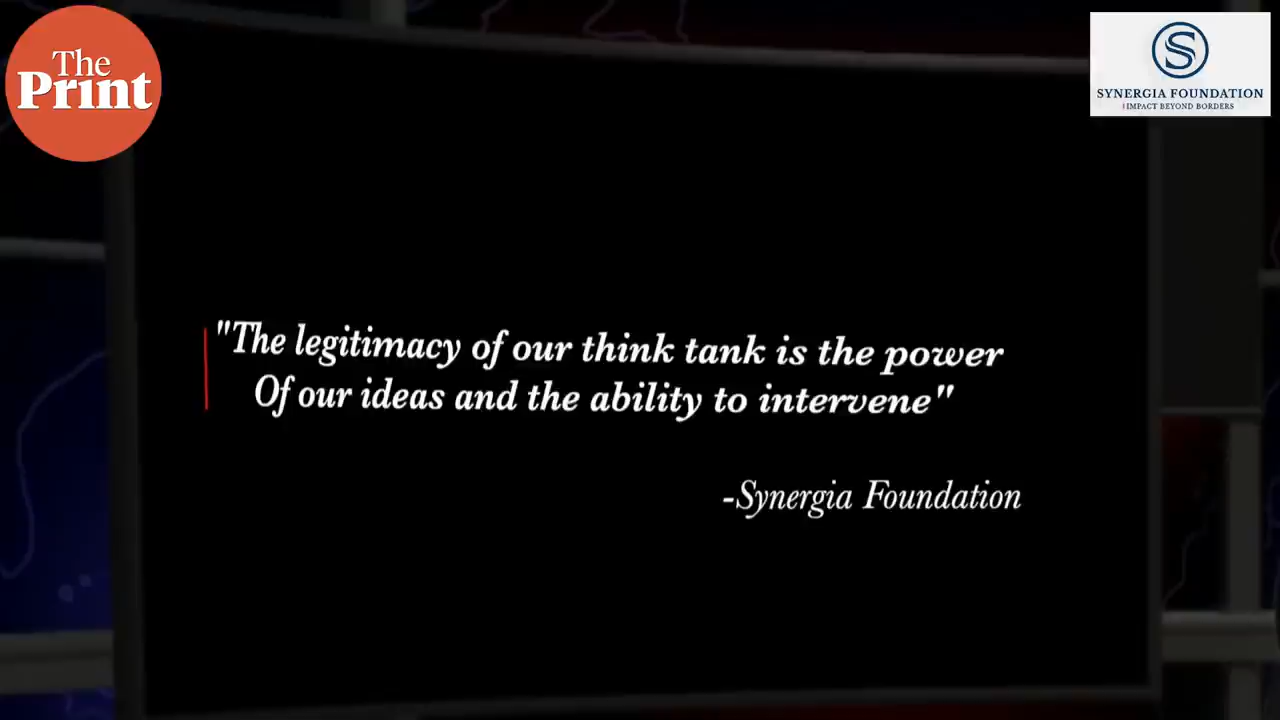 The
Print
SYNERGIA FOUNDATION
IMPACT BEYOND BORDERS
"The legitimacy of our think tank is the power
Of our ideas and the ability to intervene"
-Synergia Foundation